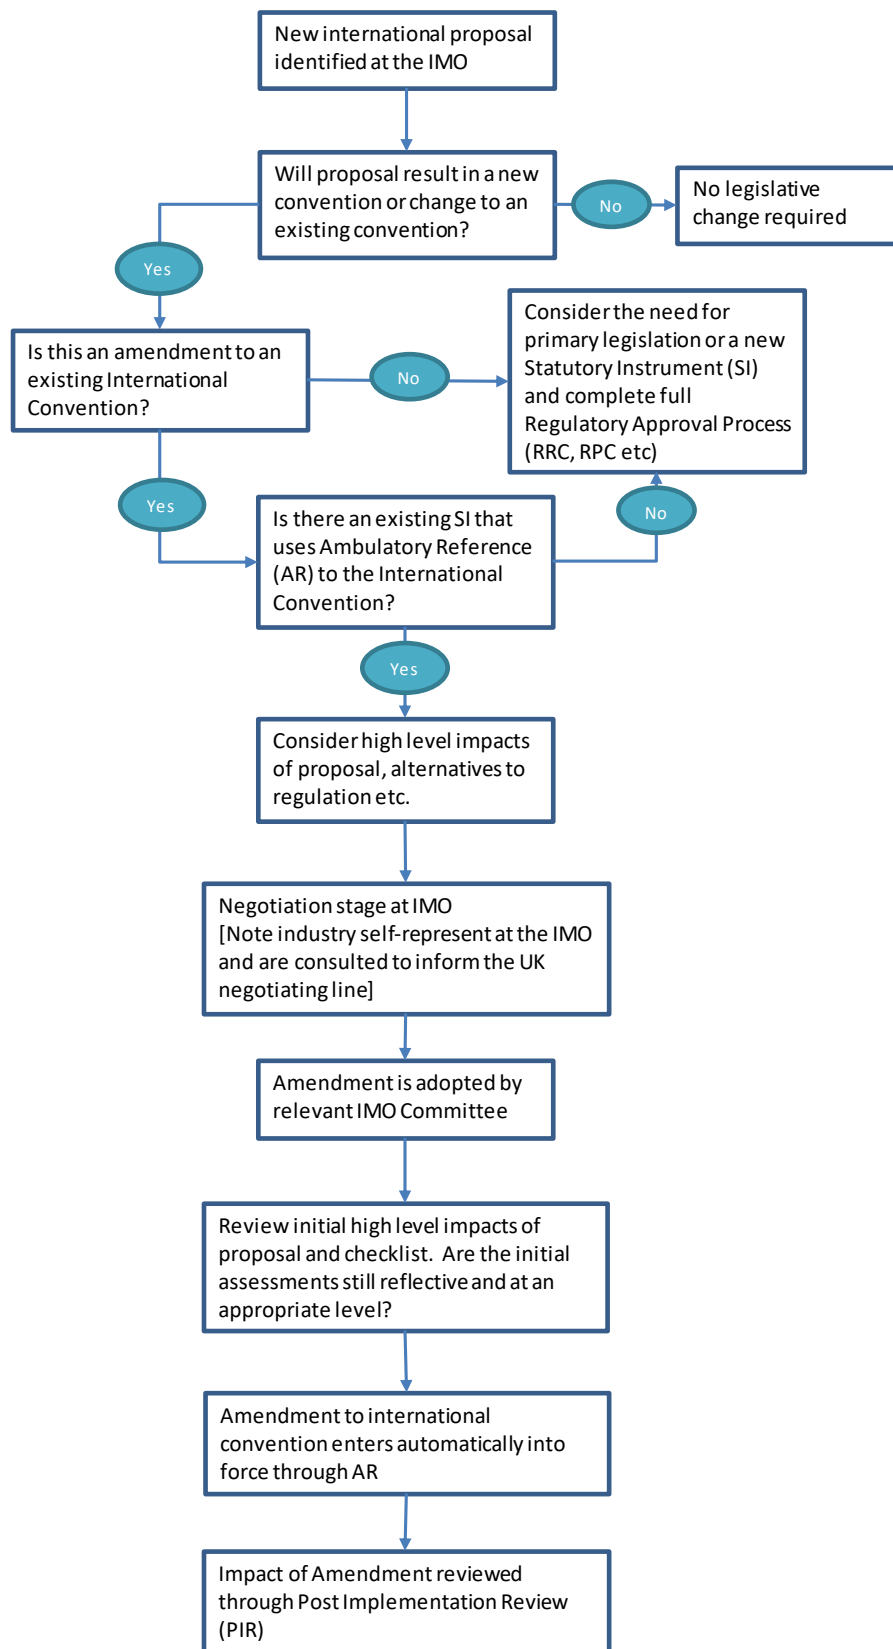 New international proposal
identified at the IMO
Will proposal result in a new
convention or change to an
existing convention?
No
No legislative
change required
Yes
Is this an amendment to an
existing International
Convention?
No
Consider the need for
primary legislation or a new
Statutory Instrument (SI)
and complete full
Regulatory Approval Process
(RRC, RPC etc)
Yes
Is there an existing SI that
uses Ambulatory Reference
(AR) to the International
Convention?
No
Yes
Consider high level impacts
of proposal, alternatives to
regulation etc.
Negotiation stage at IMO
[Note industry self-represent at the IMO
and are consulted to inform the UK
negotiating line]
Amendment is adopted by
relevant IMO Committee
Review initial high level impacts of
proposal and checklist. Are the initial
assessments still reflective and at an
appropriate level?
Amendment to international
convention enters automatically into
force through AR
Impact of Amendment reviewed
through Post Implementation Review
(PIR)